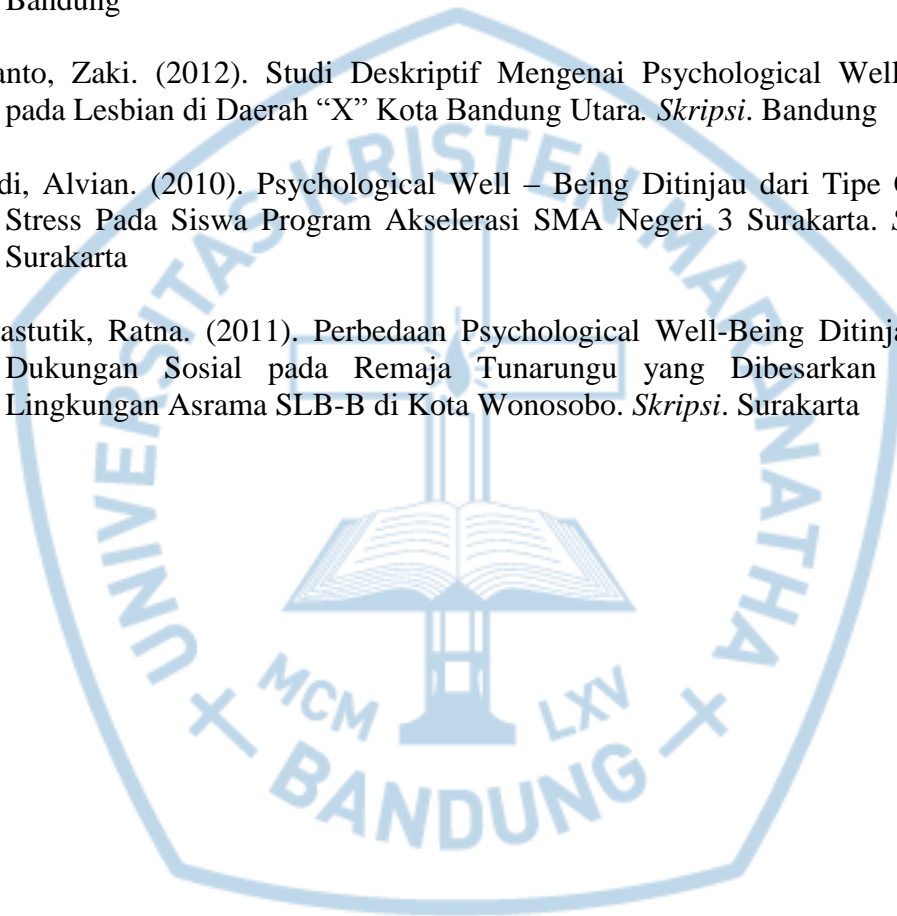 Bandung
anto, Zaki. (2012). Studi Deskriptif Mengenai Psychological Well
pada Lesbian di Daerah “X” Kota Bandung Utara. Skripsi. Bandung
di, Alvian. (2010). Psychological Well – Being Ditinjau dari Tipe
Stress Pada Siswa Program Akselerasi SMA Negeri 3 Surakarta.
Surakarta
astutik, Ratna. (2011). Perbedaan Psychological Well-Being Ditinja
Dukungan Sosial pada Remaja Tunarungu yang Dibesarkan
Lingkungan Asrama SLB-B di Kota Wonosobo. Skripsi. Surakarta
UNIVERSITAS KRISTEN MARANATHA
MCM LXV
BANDUNG